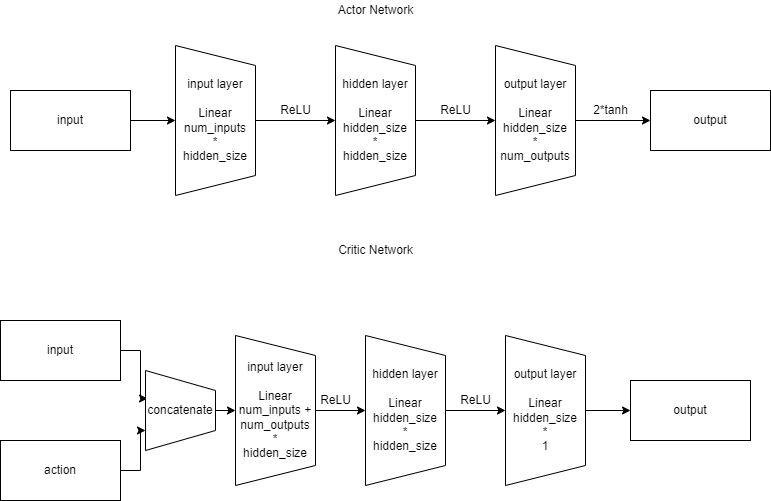 Actor Network
input
input layer
Linear
num_inputs
*
hidden_size
ReLU
hidden layer
Linear
hidden_size
*
hidden_size
ReLU
output layer
Linear
hidden_size
*
num_outputs
2*tanh
output
Critic Network
input
action
concatenate
input layer
Linear
num_inputs +
num_outputs
*
hidden_size
ReLU
hidden layer
Linear
hidden_size
*
hidden_size
ReLU
output layer
Linear
hidden_size
*
1
output